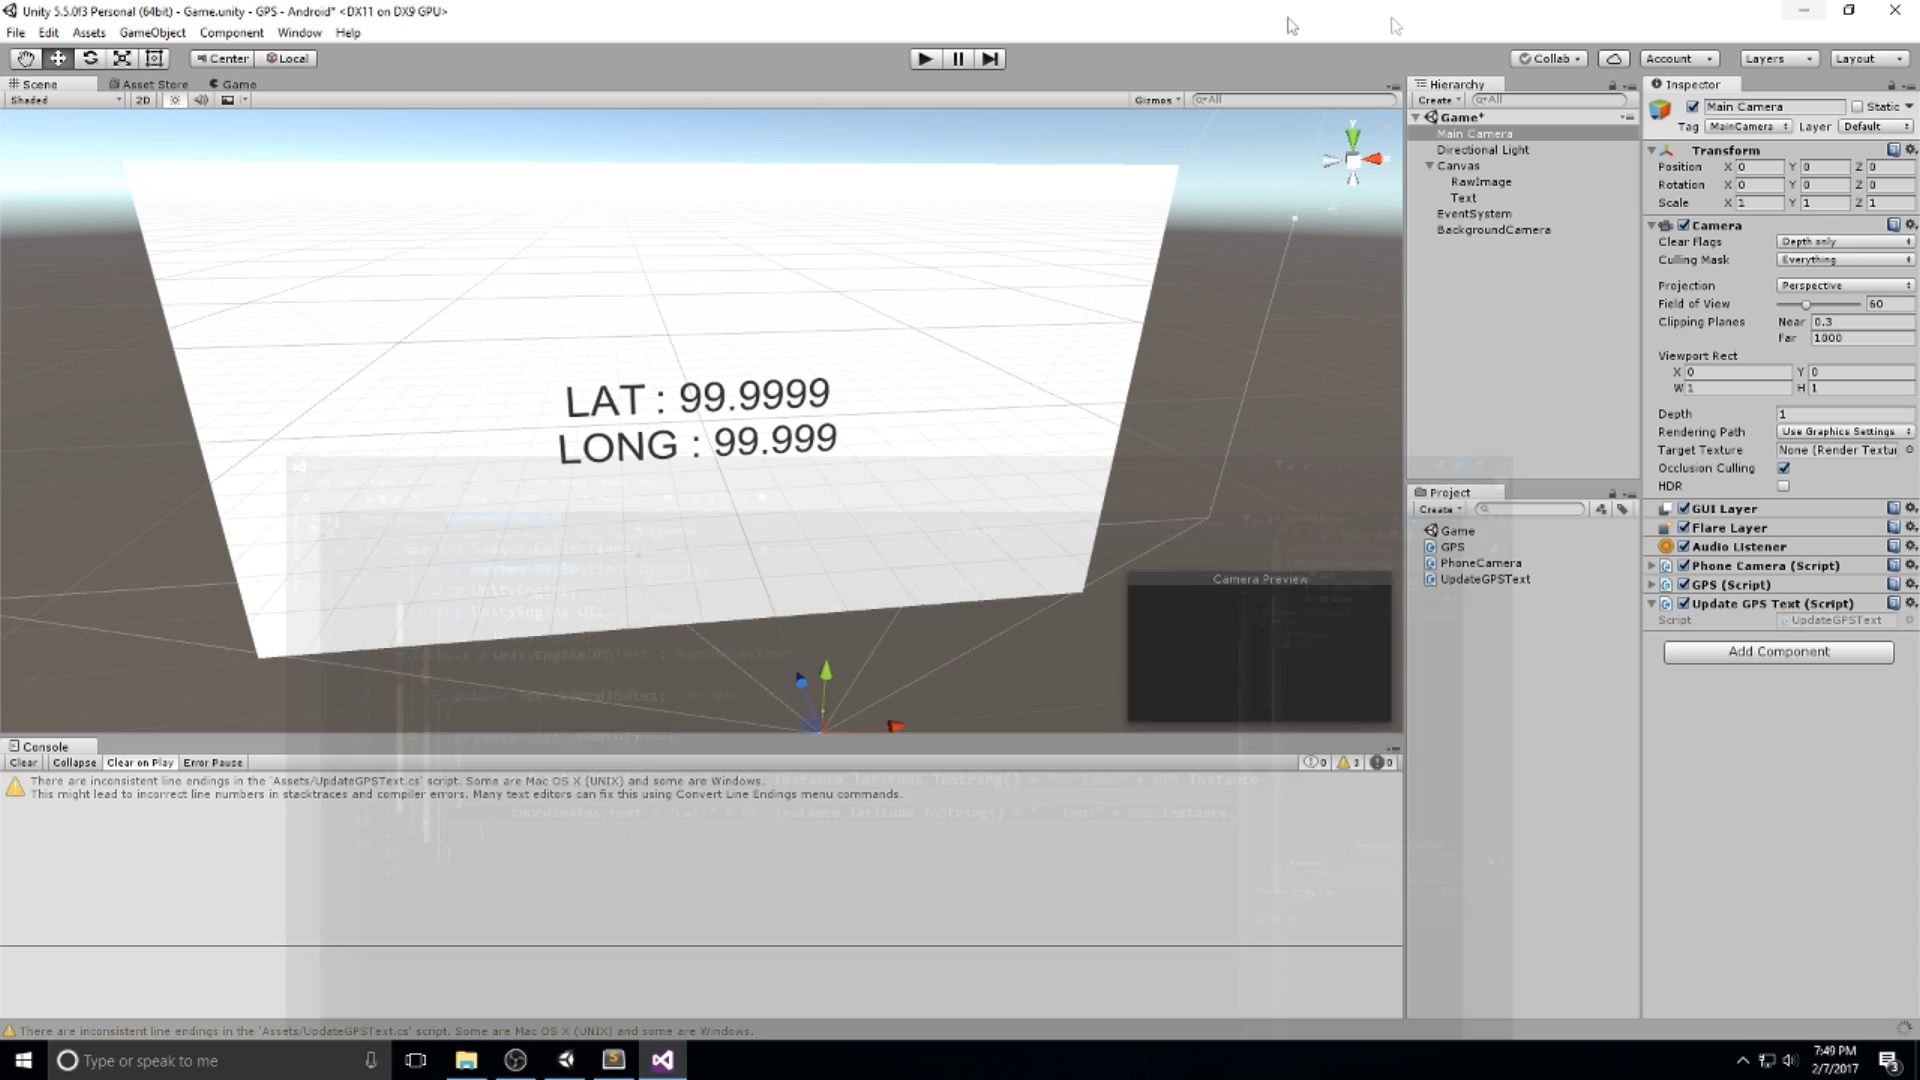 Unity 5.5.0f3 Personal (64bit) - Game.unity - GPS - Android* <DX11 on DX9 GPU>
File Edit Assets GameObject Component Window Help
Center Local
Collab Account Layers Layout
Scene Asset Store Game
Shaded 2D Gizmos All
LAT : 99.9999
LONG : 99.999
Camera Preview
Hierarchy
Create All
Game*
Main Camera
Directional Light
Canvas
RawImage
Text
EventSystem
BackgroundCamera
Project
Create
Game
GPS
PhoneCamera
UpdateGPSText
Inspector
Main Camera Static
Tag MainCamera Layer Default
Transform
Position X 0 Y 0 Z 0
Rotation X 0 Y 0 Z 0
Scale X 1 Y 1 Z 1
Camera
Clear Flags Depth only
Culling Mask Everything
Projection Perspective
Field of View 60
Clipping Planes Near 0.3
Far 1000
Viewport Rect
X 0 Y 0
W 1 H 1
Depth 1
Rendering Path Use Graphics Settings
Target Texture None (Render Textu
Occlusion Culling
HDR
GUI Layer
Flare Layer
Audio Listener
Phone Camera (Script)
GPS (Script)
Update GPS Text (Script)
Script UpdateGPSText
Add Component
Console
Clear Collapse Clear on Play Error Pause 0 1 0
There are inconsistent line endings in the 'Assets/UpdateGPSText.cs' script. Some are Mac OS X (UNIX) and some are Windows.
This might lead to incorrect line numbers in stacktraces and compiler errors. Many text editors can fix this using Convert Line Endings menu commands.
There are inconsistent line endings in the 'Assets/UpdateGPSText.cs' script. Some are Mac OS X (UNIX) and some are Windows.
Type or speak to me
7:49 PM
2/7/2017
3